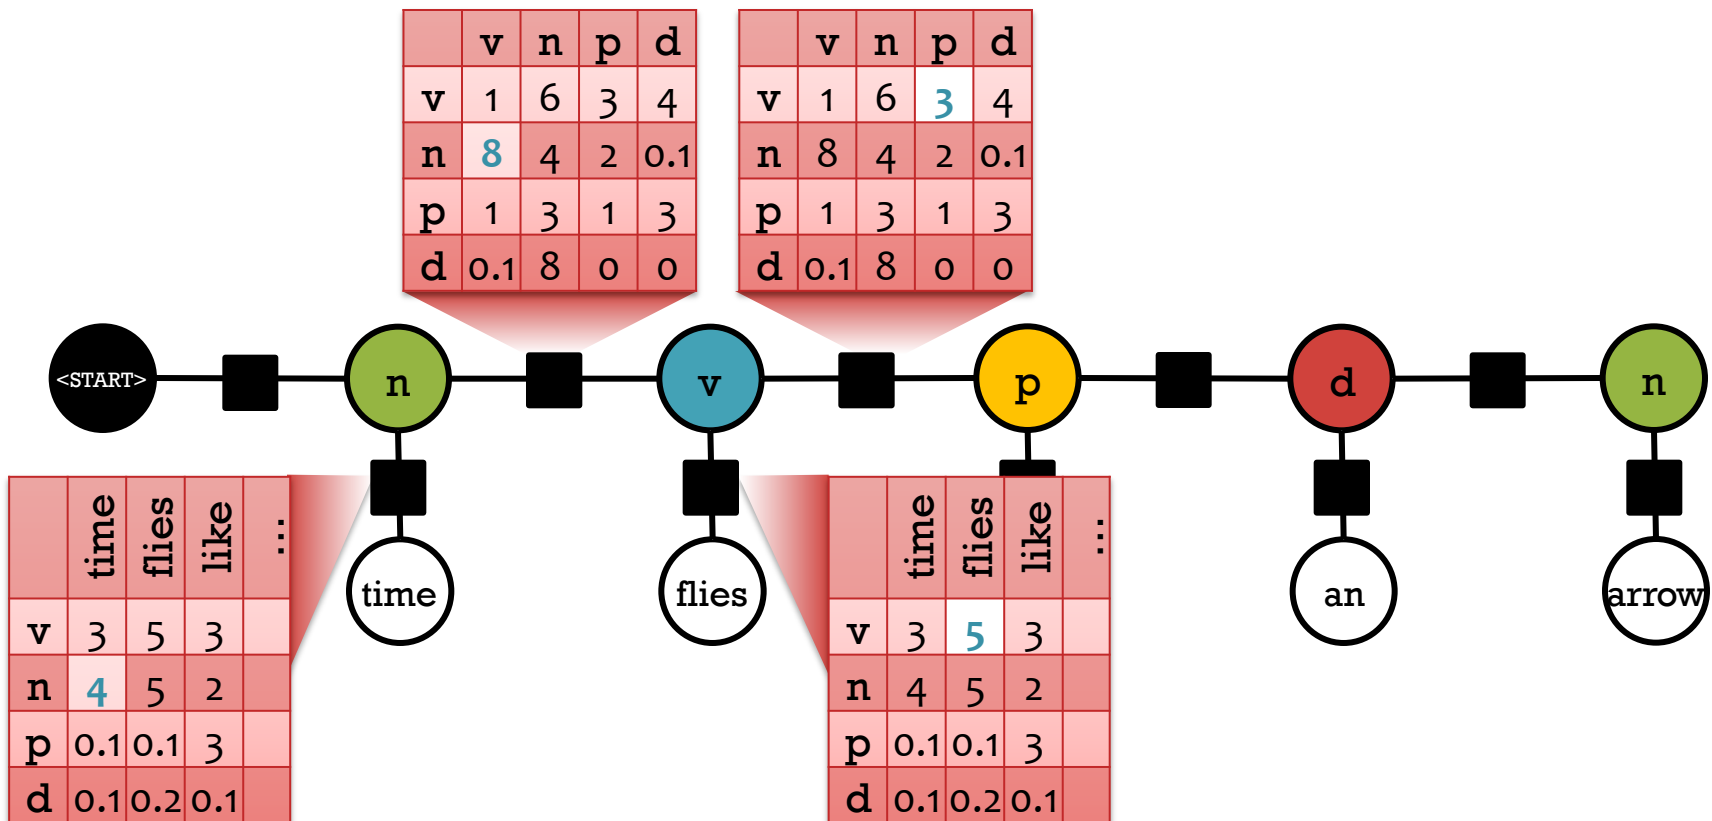 v n p d
v 1 6 3 4
n 8 4 2 0.1
p 1 3 1 3
d 0.1 8 0 0
v n p d
v 1 6 3 4
n 8 4 2 0.1
p 1 3 1 3
d 0.1 8 0 0
<START> n v p d n
time flies like ...
v 3 5 3
n 4 5 2
p 0.1 0.1 3
d 0.1 0.2 0.1
time flies
time flies like ...
v 3 5 3
n 4 5 2
p 0.1 0.1 3
d 0.1 0.2 0.1
an arrow